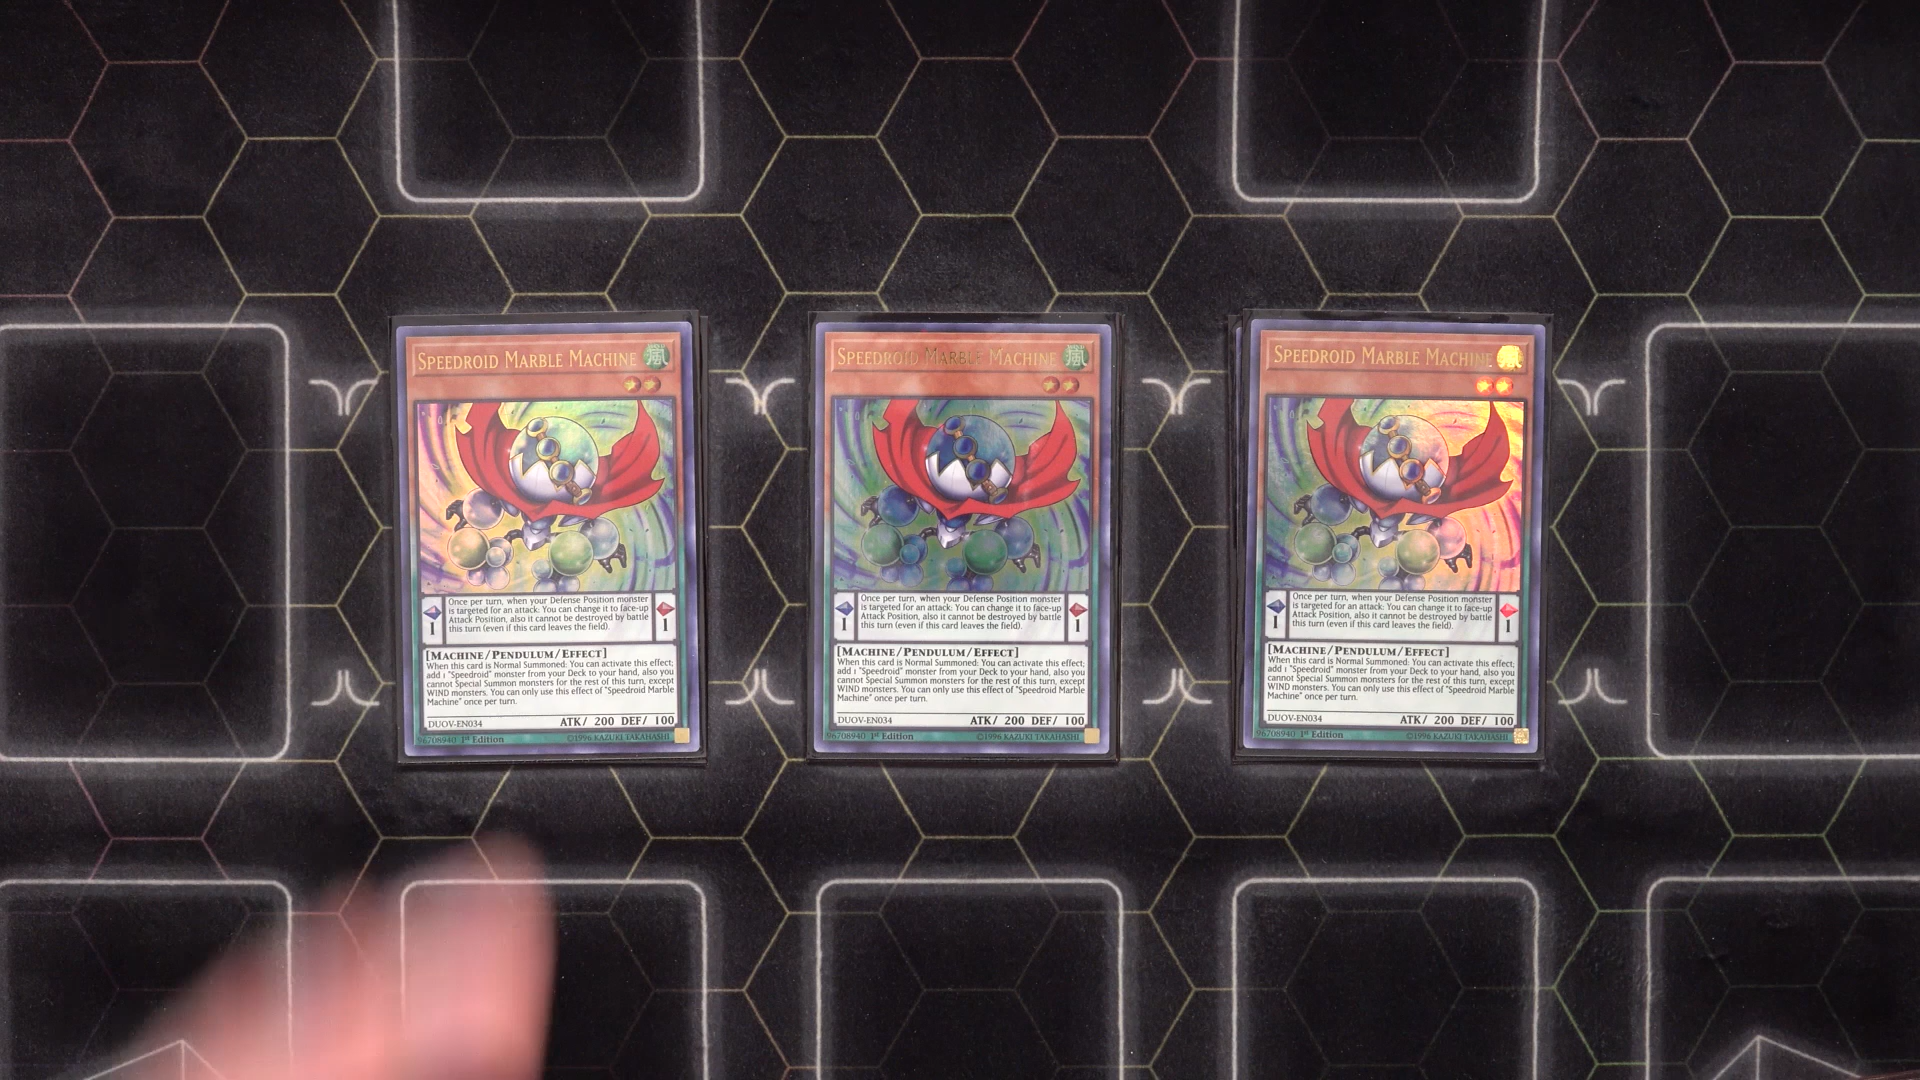 SPEEDROID MARBLE MACHINE
Once per turn, when your Defense Position monster
is targeted for an attack: You can change it to face-up
Attack Position, also it cannot be destroyed by battle
this turn (even if this card leaves the field).
1 1
[MACHINE/PENDULUM/EFFECT]
When this card is Normal Summoned: You can activate this effect;
add 1 "Speedroid" monster from your Deck to your hand, also you
cannot Special Summon monsters for the rest of this turn, except
WIND monsters. You can only use this effect of "Speedroid Marble
Machine" once per turn.
DUOV-EN034 ATK/ 200 DEF/ 100
96708940 1st Edition ©1996 KAZUKI TAKAHASHI
SPEEDROID MARBLE MACHINE
Once per turn, when your Defense Position monster
is targeted for an attack: You can change it to face-up
Attack Position, also it cannot be destroyed by battle
this turn (even if this card leaves the field).
1 1
[MACHINE/PENDULUM/EFFECT]
When this card is Normal Summoned: You can activate this effect;
add 1 "Speedroid" monster from your Deck to your hand, also you
cannot Special Summon monsters for the rest of this turn, except
WIND monsters. You can only use this effect of "Speedroid Marble
Machine" once per turn.
DUOV-EN034 ATK/ 200 DEF/ 100
96708940 1st Edition ©1996 KAZUKI TAKAHASHI
SPEEDROID MARBLE MACHINE
Once per turn, when your Defense Position monster
is targeted for an attack: You can change it to face-up
Attack Position, also it cannot be destroyed by battle
this turn (even if this card leaves the field).
1 1
[MACHINE/PENDULUM/EFFECT]
When this card is Normal Summoned: You can activate this effect;
add 1 "Speedroid" monster from your Deck to your hand, also you
cannot Special Summon monsters for the rest of this turn, except
WIND monsters. You can only use this effect of "Speedroid Marble
Machine" once per turn.
DUOV-EN034 ATK/ 200 DEF/ 100
96708940 1st Edition ©1996 KAZUKI TAKAHASHI